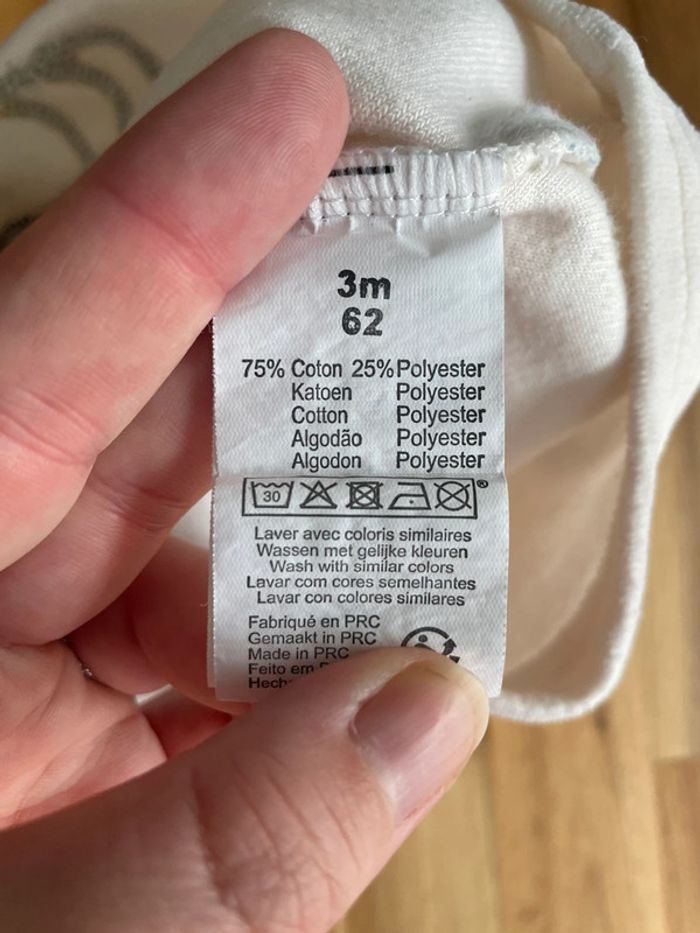 3m
62
75% Coton 25% Polyester
Katoen Polyester
Cotton Polyester
Algodão Polyester
Algodon Polyester
30
®
Laver avec coloris similaires
Wassen met gelijke kleuren
Wash with similar colors
Lavar com cores semelhantes
Lavar con colores similares
Fabriqué en PRC
Gemaakt in PRC
Made in PRC
Feito em